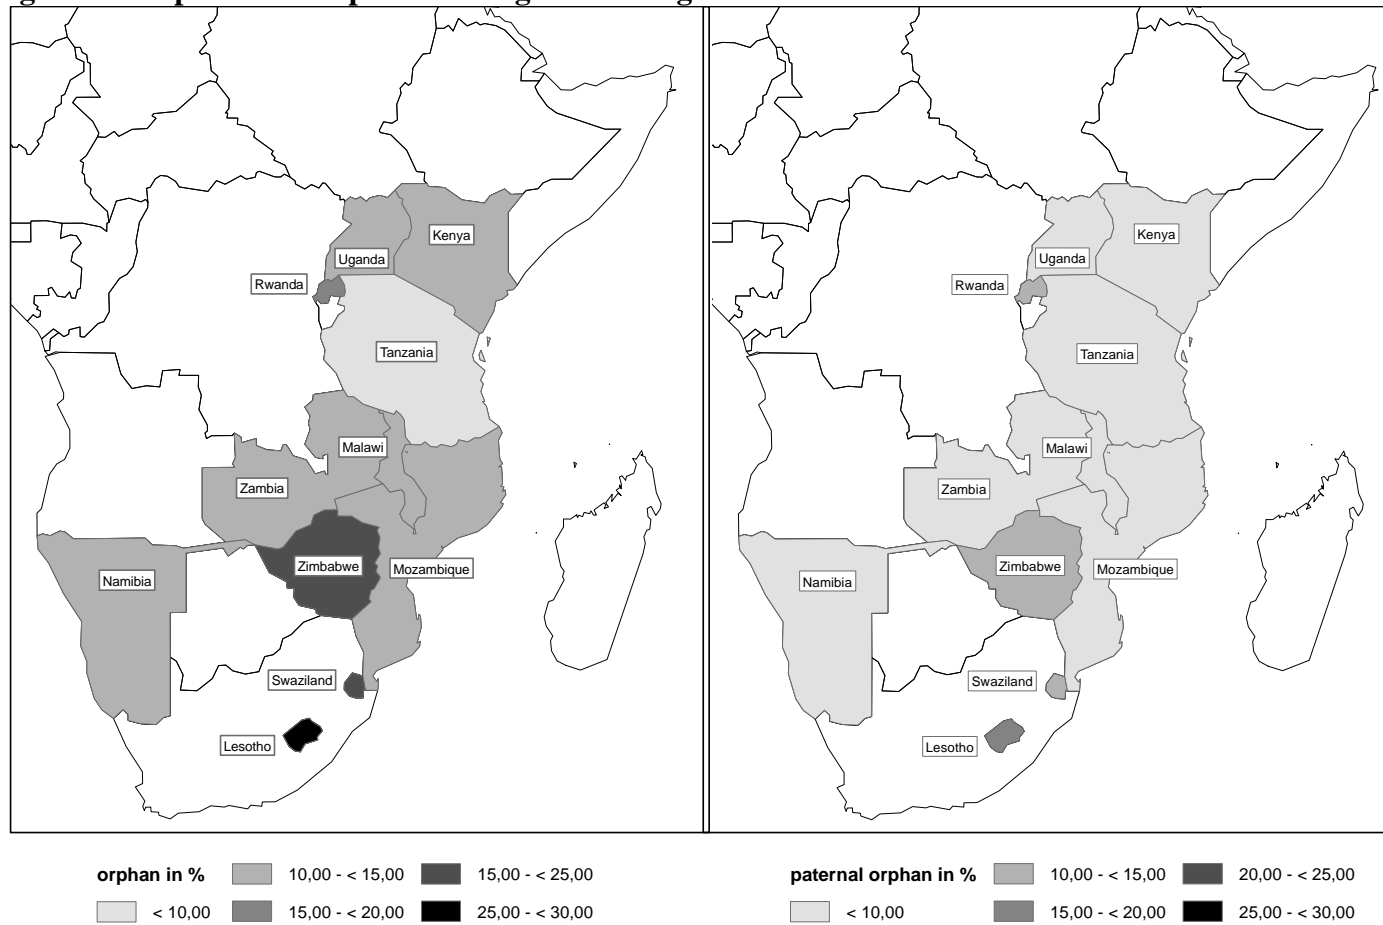 Kenya
Uganda
Rwanda
Tanzania
Malawi
Zambia
Zimbabwe
Mozambique
Namibia
Swaziland
Lesotho
Kenya
Uganda
Rwanda
Tanzania
Malawi
Zambia
Zimbabwe
Mozambique
Namibia
Swaziland
Lesotho
orphan in %
10,00 - < 15,00
15,00 - < 25,00
< 10,00
15,00 - < 20,00
25,00 - < 30,00
paternal orphan in %
10,00 - < 15,00
20,00 - < 25,00
< 10,00
15,00 - < 20,00
25,00 - < 30,00